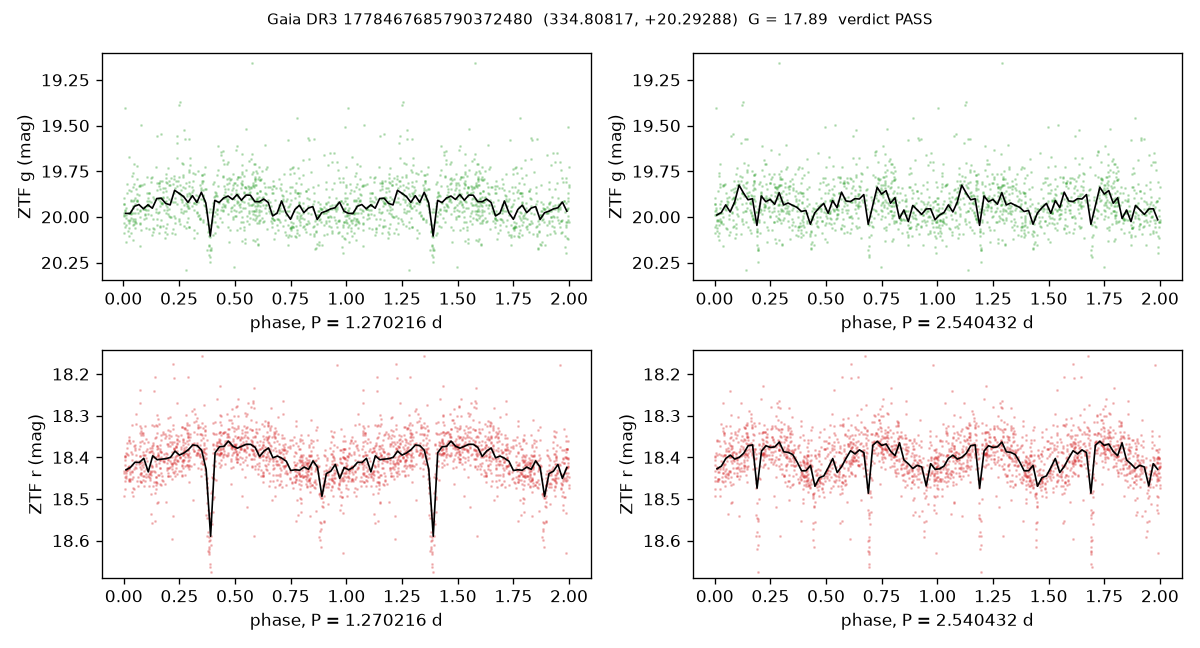 Gaia DR3 1778467685790372480 (334.80817, +20.29288) G = 17.89 verdict PASS
ZTF g (mag)
19.25
19.50
19.75
20.00
20.25
0.00 0.25 0.50 0.75 1.00 1.25 1.50 1.75 2.00
phase, P = 1.270216 d
ZTF g (mag)
19.25
19.50
19.75
20.00
20.25
0.00 0.25 0.50 0.75 1.00 1.25 1.50 1.75 2.00
phase, P = 2.540432 d
ZTF r (mag)
18.2
18.3
18.4
18.5
18.6
0.00 0.25 0.50 0.75 1.00 1.25 1.50 1.75 2.00
phase, P = 1.270216 d
ZTF r (mag)
18.2
18.3
18.4
18.5
18.6
0.00 0.25 0.50 0.75 1.00 1.25 1.50 1.75 2.00
phase, P = 2.540432 d